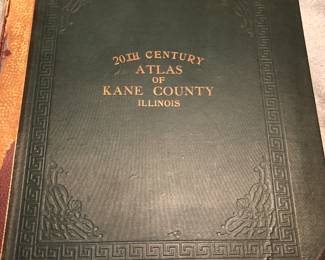 20TH CENTURY
ATLAS
OF
KANE COUNTY
ILLINOIS